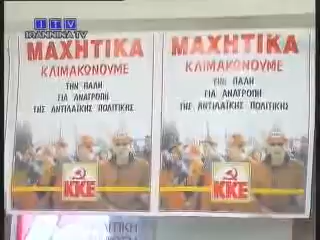 ITV
IOANNINA TV
ΜΑΧΗΤΙΚΑ
ΚΛΙΜΑΚΩΝΟΥΜΕ
ΤΗΝ ΠΑΛΗ
ΓΙΑ ΑΝΑΤΡΟΠΗ
ΤΗΣ ΑΝΤΙΛΑΪΚΗΣ ΠΟΛΙΤΙΚΗΣ
ΚΚΕ
ΜΑΧΗΤΙΚΑ
ΚΛΙΜΑΚΩΝΟΥΜΕ
ΤΗΝ ΠΑΛΗ
ΓΙΑ ΑΝΑΤΡΟΠΗ
ΤΗΣ ΑΝΤΙΛΑΪΚΗΣ ΠΟΛΙΤΙΚΗΣ
ΚΚΕ